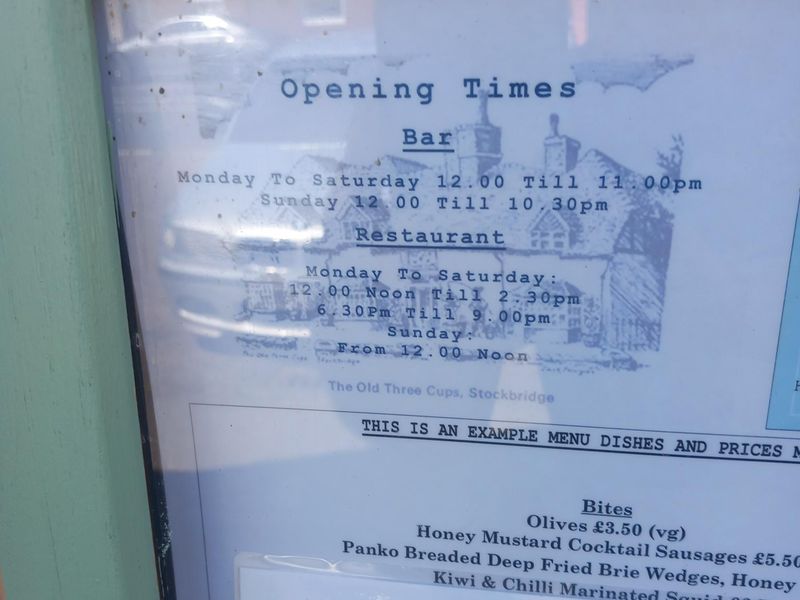 Opening Times
Bar
Monday To Saturday 12.00 Till 11.00pm
Sunday 12 00 Till 10.30pm
Restaurant
Monday To Saturday:
12.00 Noon Till 2.30pm
6.30Pm Till 9:00pm
Sunday:
From 12.00 Noon
The Old Three Cups, Stockbridge
THIS IS AN EXAMPLE MENU DISHES AND PRICES
Bites
Olives £3.50 (vg)
Honey Mustard Cocktail Sausages £5.50
Panko Breaded Deep Fried Brie Wedges, Honey
Kiwi & Chilli Marinated Squid